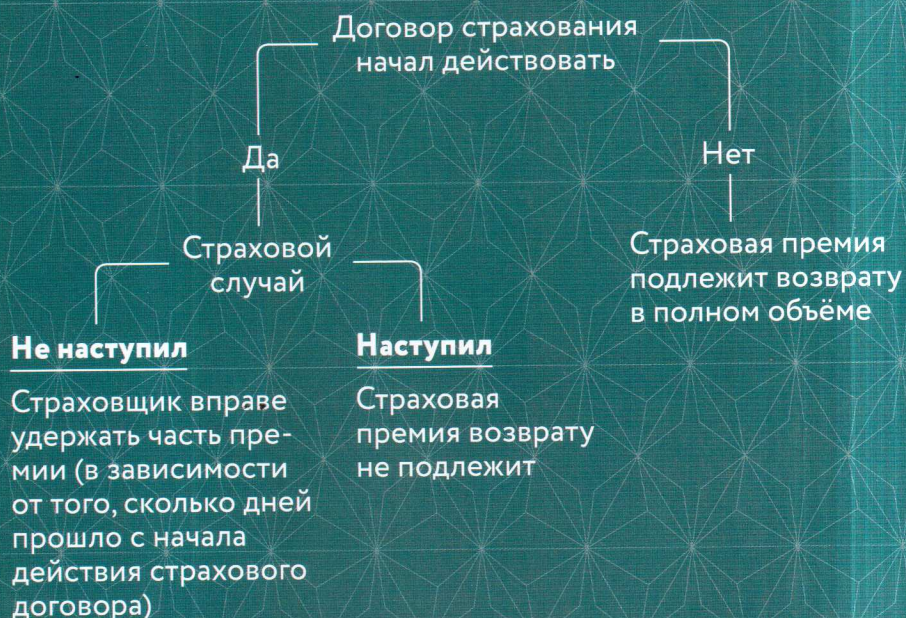 Договор страхования
начал действовать
Да
Нет
Страховой
случай
Страховая премия
подлежит возврату
в полном объёме
Не наступил
Страховщик вправе
удержать часть пре-
мии (в зависимости
от того, сколько дней
прошло с начала
действия страхового
договора)
Наступил
Страховая
премия возврату
не подлежит